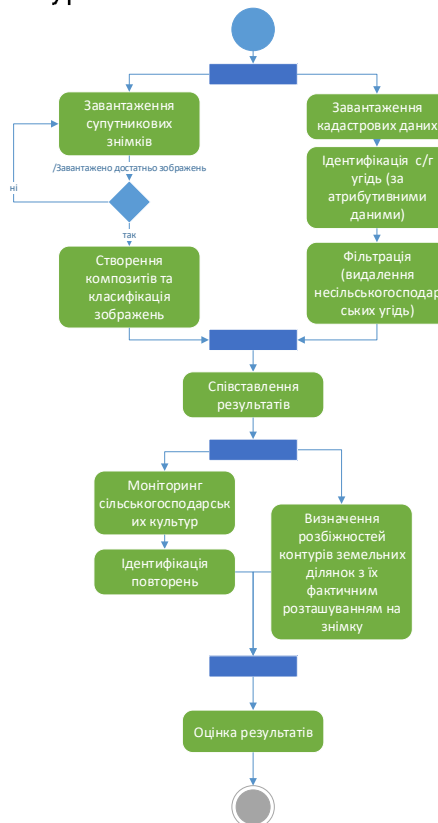 Завантаження
супутникових
знімків
/Завантажено достатньо зображень
ні
так
Створення
композитів та
класифікація
зображень
Завантаження
кадастрових даних
Ідентифікація с/г
угідь (за
атрибутивними
даними)
Фільтрація
(видалення
несільськогосподар
ських угідь)
Співставлення
результатів
Моніторинг
сільськогосподарськ
их культур
Ідентифікація
повторень
Визначення
розбіжностей
контурів земельних
ділянок з їх
фактичним
розташуванням на
знімку
Оцінка результатів